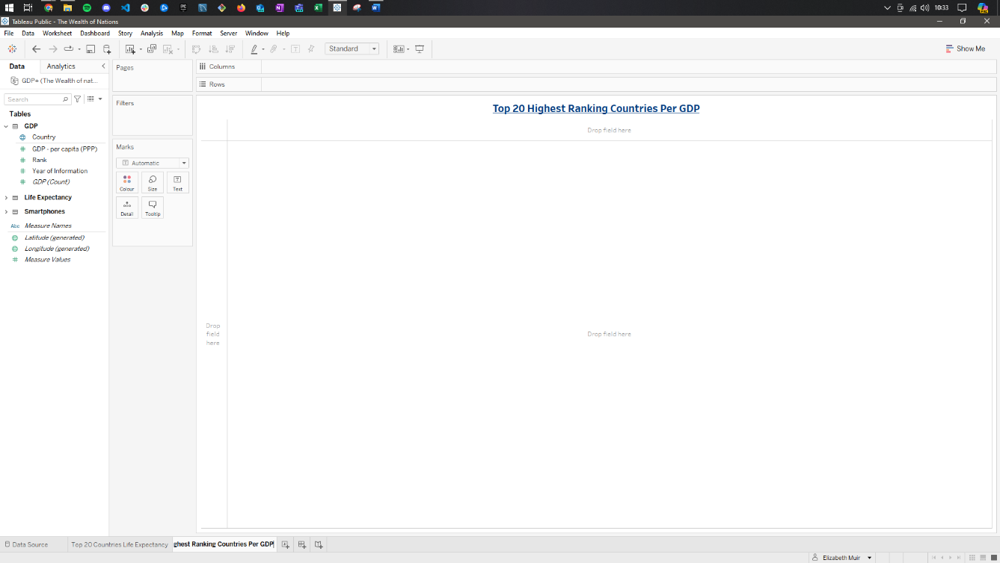 10:33
Tableau Public - The Wealth of Nations
File Data Worksheet Dashboard Story Analysis Map Format Server Window Help
Standard
Show Me
Data Analytics
GDP+ (The Wealth of nat...
Search
Tables
GDP
Country
GDP - per capita (PPP)
Rank
Year of Information
GDP (Count)
Life Expectancy
Smartphones
Abc Measure Names
Latitude (generated)
Longitude (generated)
Measure Values
Pages
Filters
Marks
Automatic
Colour Size Text
Detail Tooltip
Columns
Rows
Top 20 Highest Ranking Countries Per GDP
Drop field here
Drop
field
here
Drop field here
Data Source Top 20 Countries Life Expectancy ghest Ranking Countries Per GDP
Elizabeth Muir